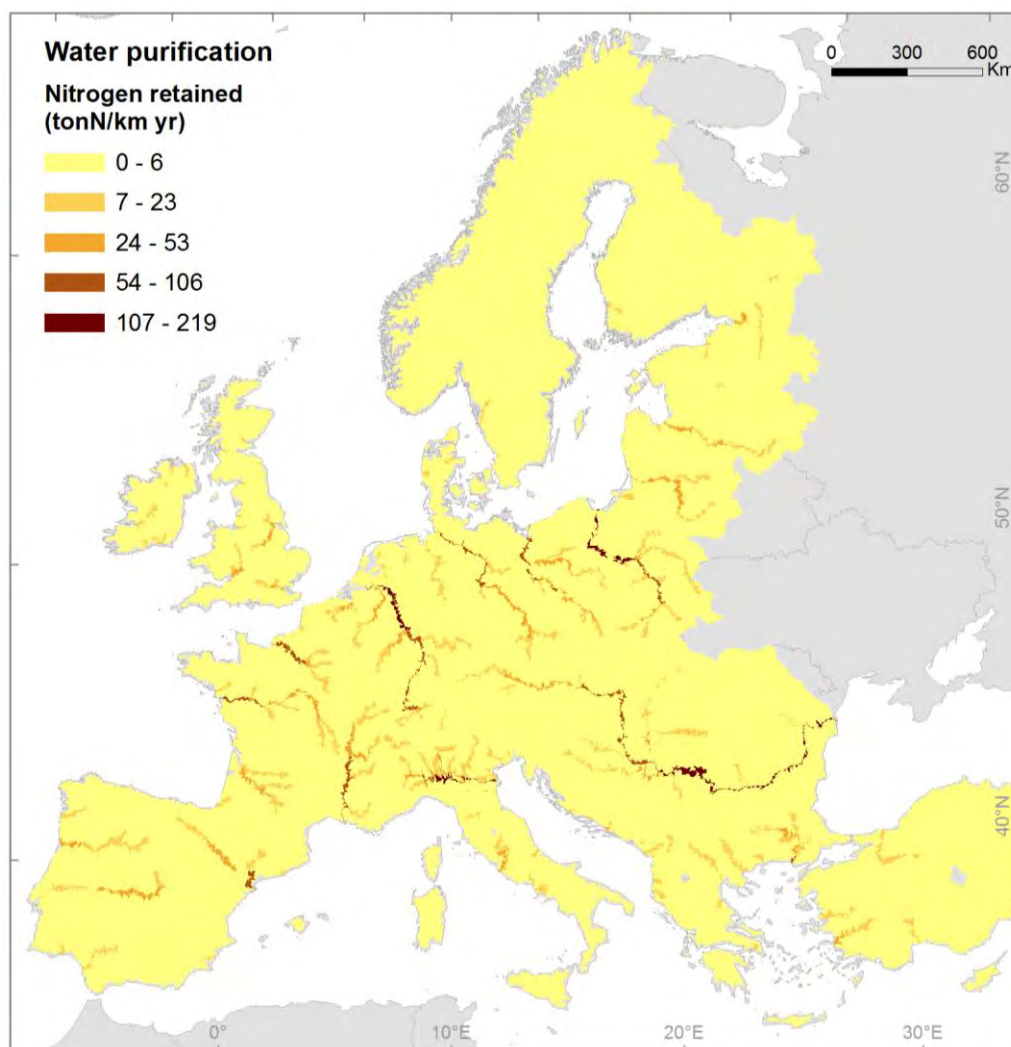 Water purification
Nitrogen retained
(tonN/km yr)
0 - 6
7 - 23
24 - 53
54 - 106
107 - 219
0 300 600
Km
60°N
50°N
40°N
0° 10°E 20°E 30°E